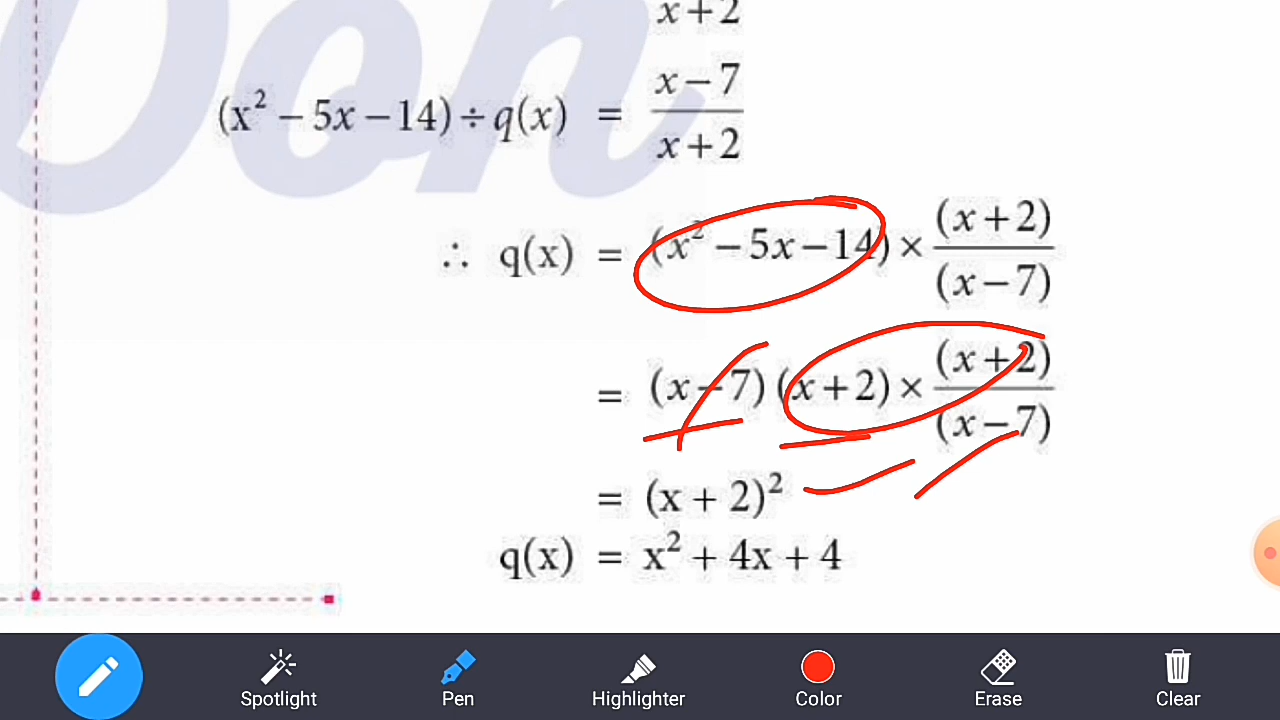 Don
x+2
(x² − 5x − 14) ÷ q(x) = x − 7 / x + 2
∴ q(x) = (x² − 5x − 14) × (x + 2) / (x − 7)
= (x − 7) (x + 2) × (x + 2) / (x − 7)
= (x + 2)²
q(x) = x² + 4x + 4
Spotlight Pen Highlighter Color Erase Clear